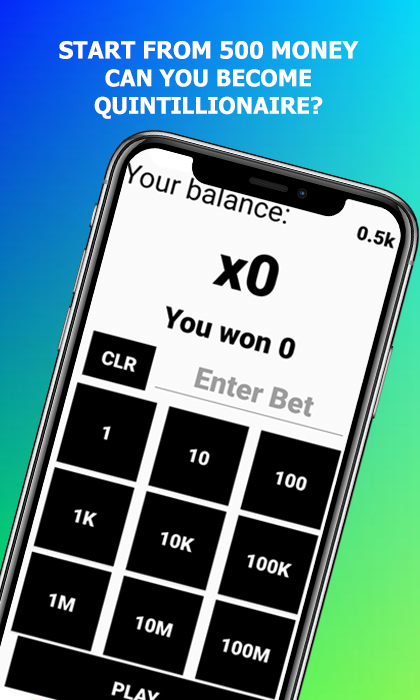 START FROM 500 MONEY
CAN YOU BECOME
QUINTILLIONAIRE?
Your balance:
0.5k
x0
You won 0
CLR
Enter Bet
1
10
100
1K
10K
100K
1M
10M
100M
PLAY